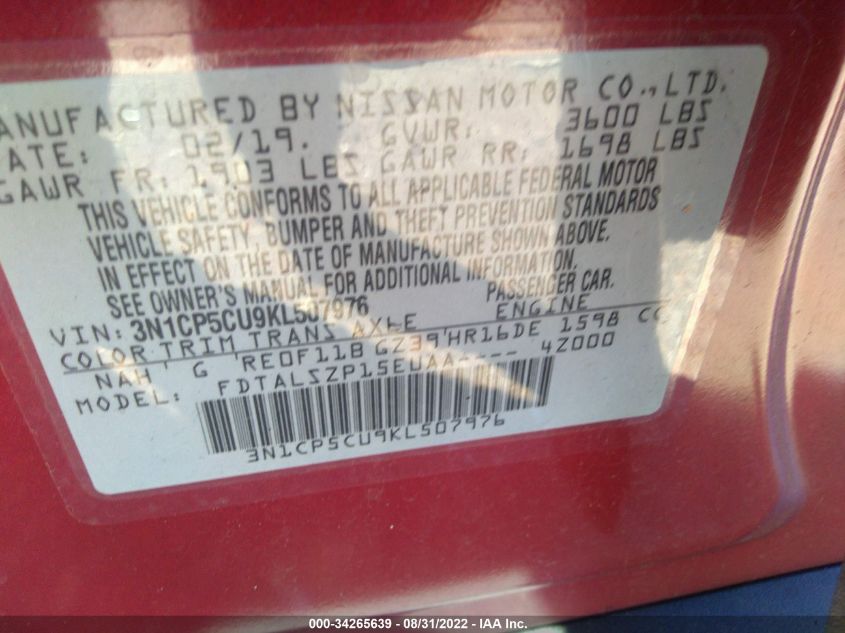 ANUFACTURED BY NISSAN MOTOR CO., LTD.
ATE: 02/19. GVWR: 3600 LBS
GAWR FR: 1903 LBS GAWR RR: 1698 LBS
THIS VEHICLE CONFORMS TO ALL APPLICABLE FEDERAL MOTOR
VEHICLE SAFETY, BUMPER AND THEFT PREVENTION STANDARDS
IN EFFECT ON THE DATE OF MANUFACTURE SHOWN ABOVE.
SEE OWNER'S MANUAL FOR ADDITIONAL INFORMATION.
VIN: 3N1CP5CU9KL507976 PASSENGER CAR.
COLOR TRIM TRANS AXLE ENGINE
NAH G 'RE0F11B GZ39'HR16DE 1598 CC
MODEL: FDTALSZP15EUAA---- 4Z000
3N1CP5CU9KL507976
000-34265639 - 08/31/2022 - IAA Inc.